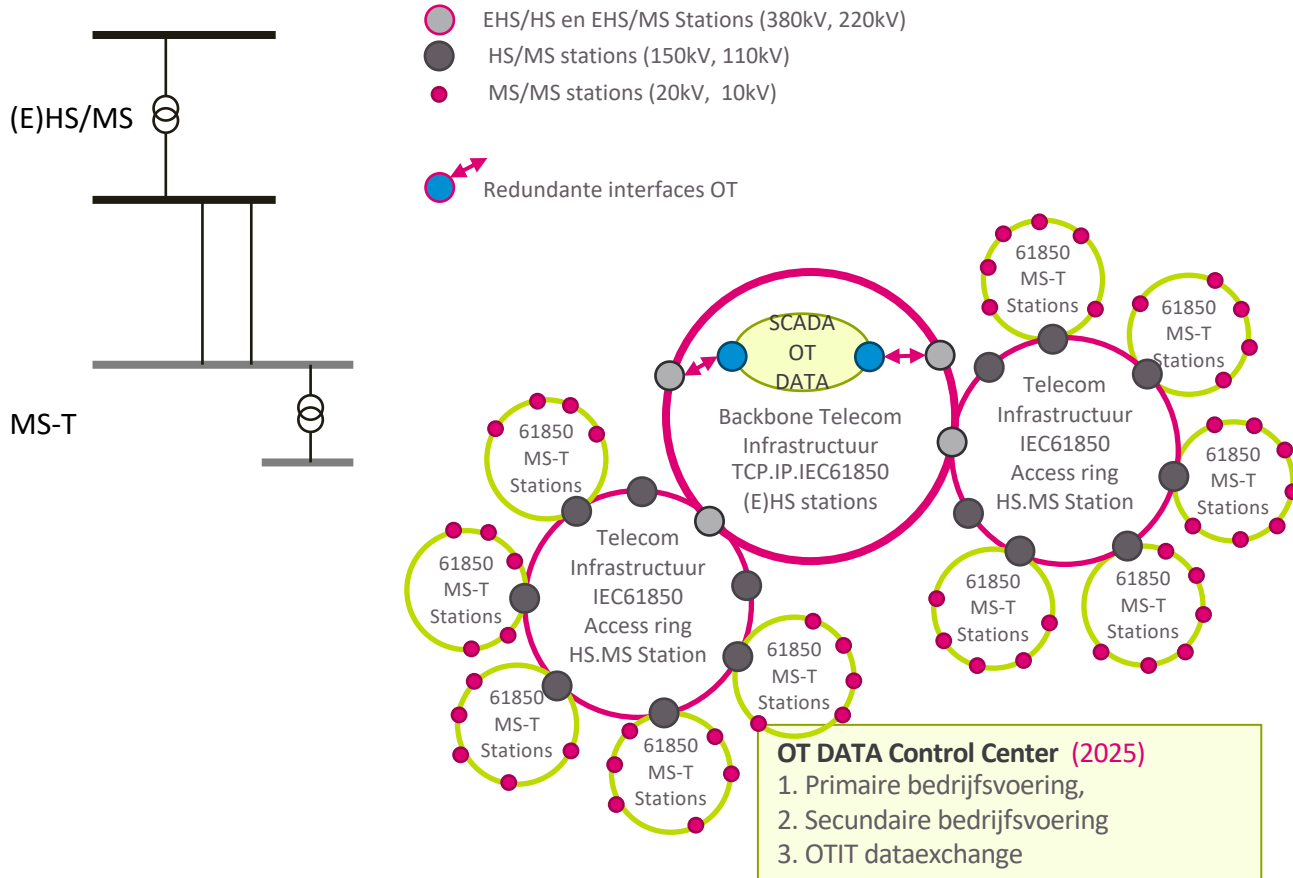 (E)HS/MS
MS-T
EHS/HS en EHS/MS Stations (380kV, 220kV)
HS/MS stations (150kV, 110kV)
MS/MS stations (20kV, 10kV)
Redundante interfaces OT
SCADA
OT
DATA
Backbone Telecom
Infrastructuur
TCP.IP.IEC61850
(E)HS stations
61850
MS-T
Stations
61850
MS-T
Stations
Telecom
Infrastructuur
IEC61850
Access ring
HS.MS Station
61850
MS-T
Stations
61850
MS-T
Stations
61850
MS-T
Stations
61850
MS-T
Stations
61850
MS-T
Stations
Telecom
Infrastructuur
IEC61850
Access ring
HS.MS Station
61850
MS-T
Stations
61850
MS-T
Stations
61850
MS-T
Stations
OT DATA Control Center (2025)
1. Primaire bedrijfsvoering,
2. Secundaire bedrijfsvoering
3. OTIT dataexchange